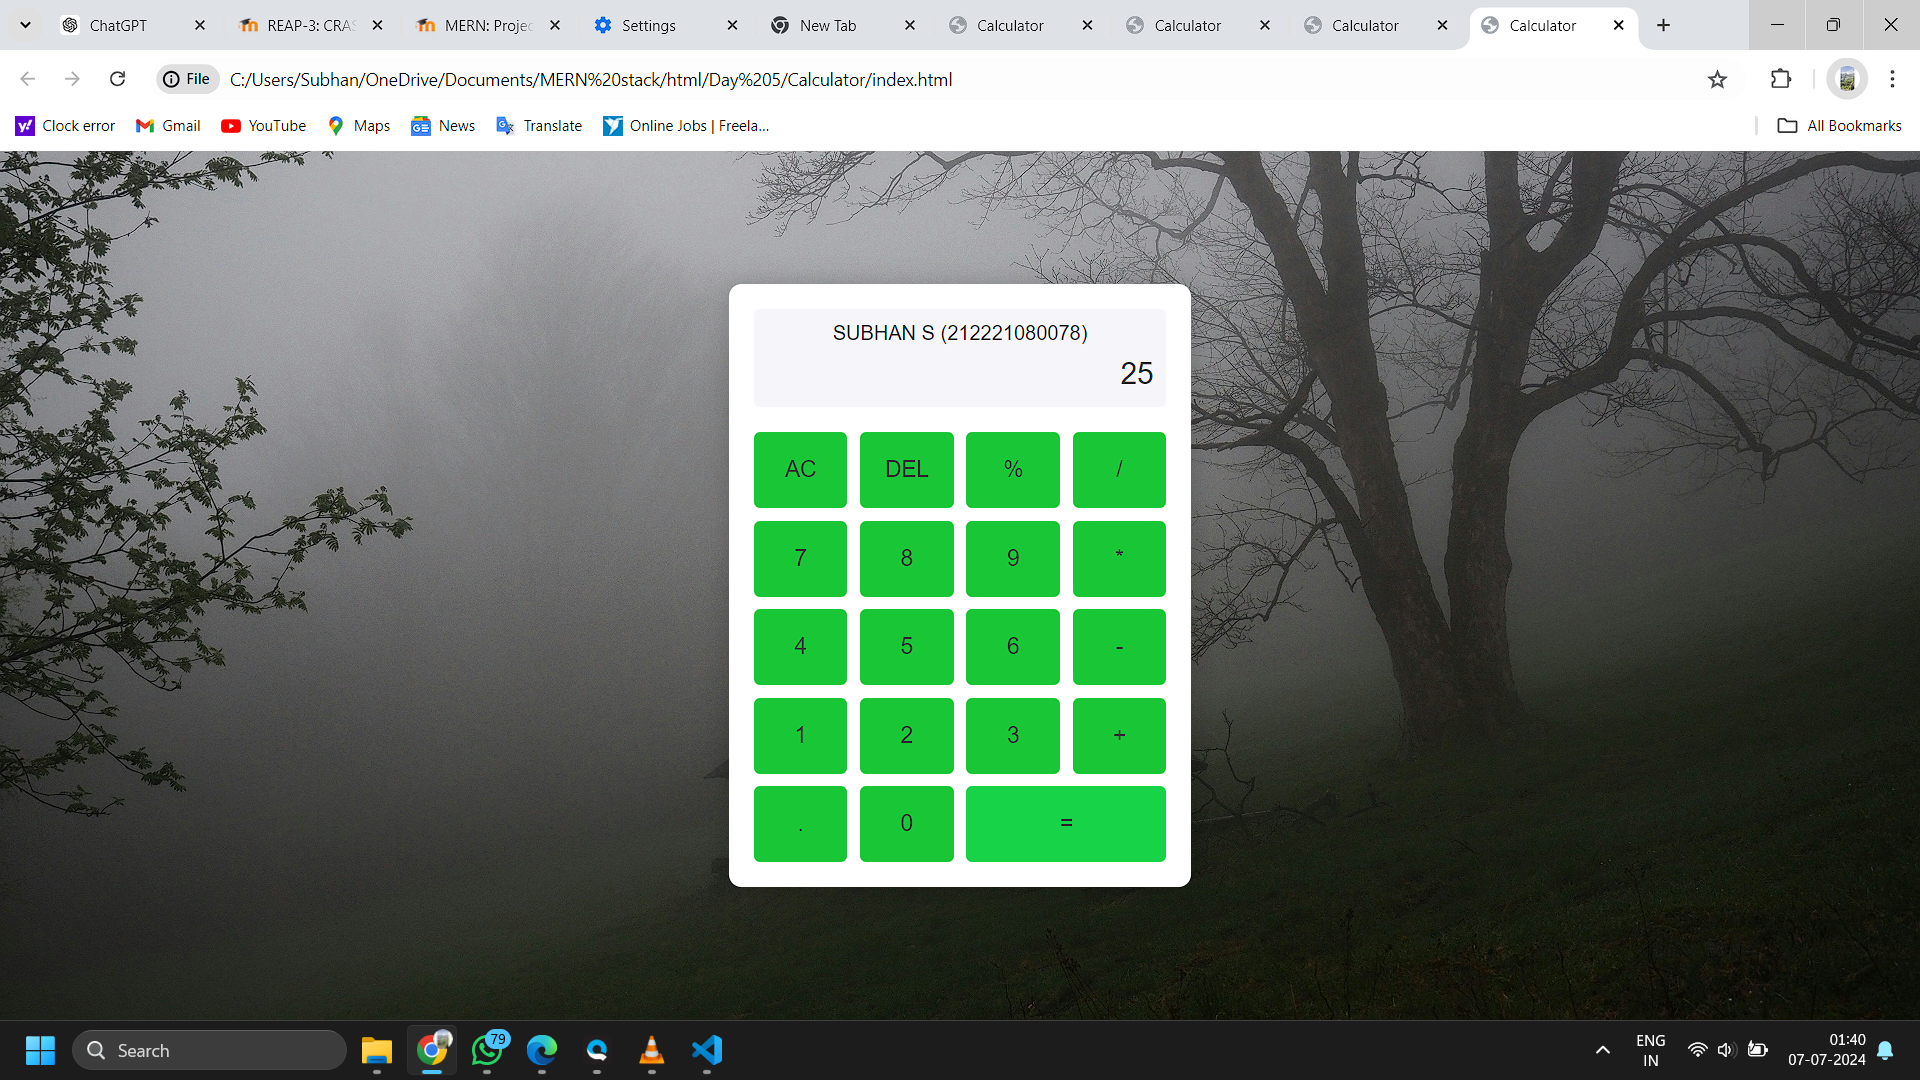 ChatGPT
REAP-3: CRAS
MERN: Projec
Settings
New Tab
Calculator
Calculator
Calculator
Calculator
File
C:/Users/Subhan/OneDrive/Documents/MERN%20stack/html/Day%205/Calculator/index.html
Clock error
Gmail
YouTube
Maps
News
Translate
Online Jobs | Freela...
All Bookmarks
SUBHAN S (212221080078)
25
AC DEL % /
7 8 9 *
4 5 6 -
1 2 3 +
. 0 =
Search
79
ENG
IN
01:40
07-07-2024